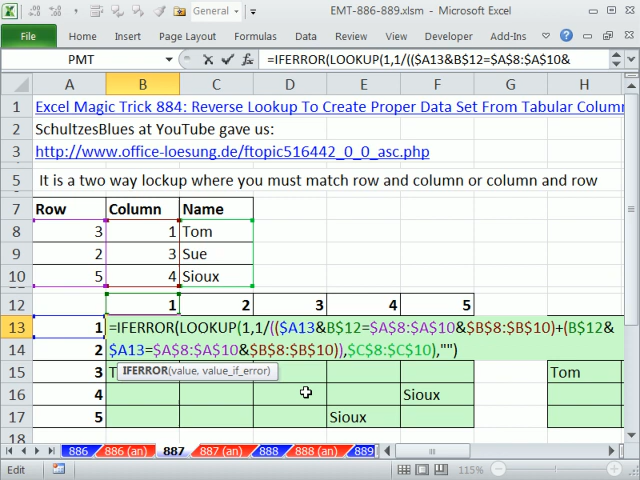 EMT-886-889.xlsm - Microsoft Excel
General
File Home Insert Page Layout Formulas Data Review View Developer Add-Ins
PMT fx =IFERROR(LOOKUP(1,1/(($A13&B$12=$A$8:$A$10&
A B C D E F G H
1 Excel Magic Trick 884: Reverse Lookup To Create Proper Data Set From Tabular Column
2 SchultzesBlues at YouTube gave us:
3 http://www.office-loesung.de/ftopic516442_0_0_asc.php
5 It is a two way lockup where you must match row and column or column and row
7 Row Column Name
8 3 1 Tom
9 2 3 Sue
10 5 4 Sioux
12 1 2 3 4 5
13 1 =IFERROR(LOOKUP(1,1/(($A13&B$12=$A$8:$A$10&$B$8:$B$10)+(B$12&
14 2 $A13=$A$8:$A$10&$B$8:$B$10)),$C$8:$C$10),"")
15 3 T IFERROR(value, value_if_error) Tom
16 4 Sioux
17 5 Sioux
18
886 886 (an) 887 887 (an) 888 888 (an) 889
Edit 115%